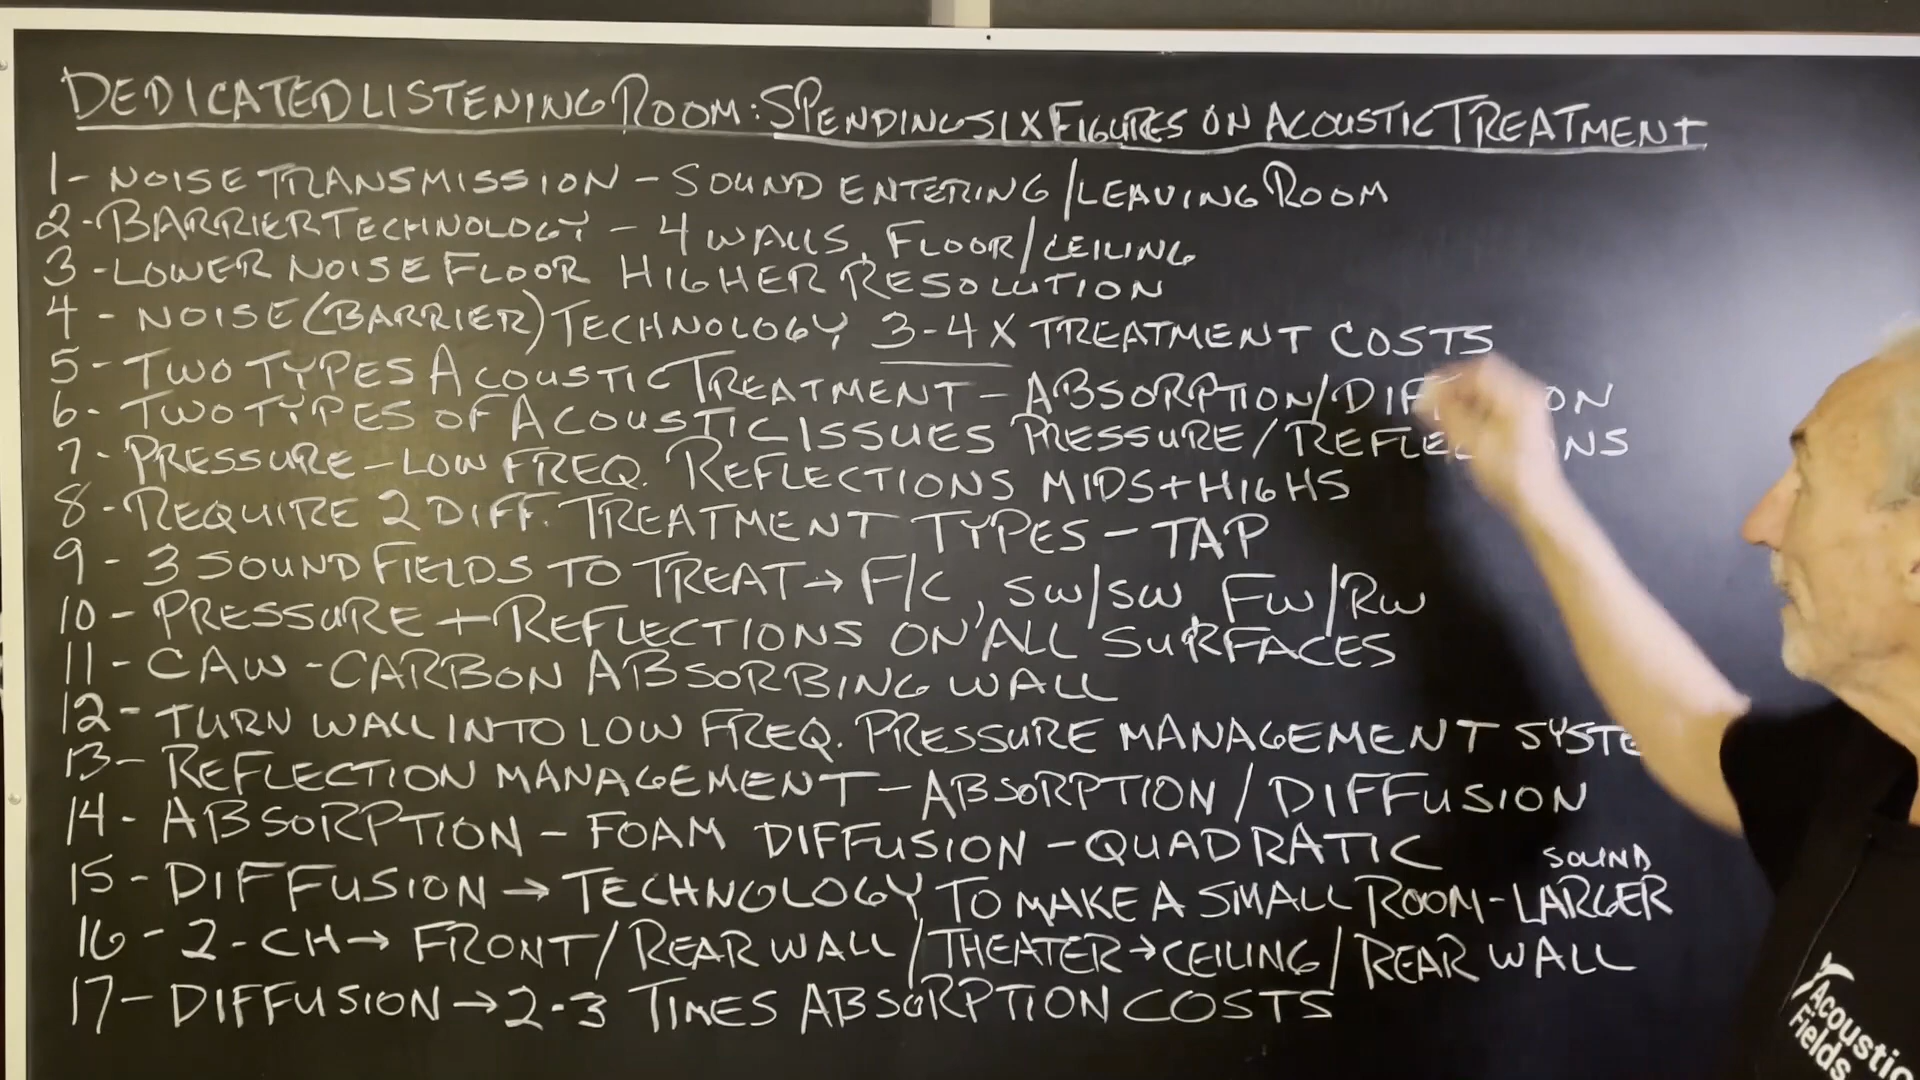 DEDICATED LISTENING ROOM: SPENDING SIX FIGURES ON ACOUSTIC TREATMENT
1- NOISE TRANSMISSION - SOUND ENTERING/LEAVING ROOM
2- BARRIER TECHNOLOGY - 4 WALLS, FLOOR/CEILING
3- LOWER NOISE FLOOR HIGHER RESOLUTION
4- NOISE (BARRIER) TECHNOLOGY 3-4X TREATMENT COSTS
5- TWO TYPES ACOUSTIC TREATMENT - ABSORPTION/
6- TWO TYPES OF ACOUSTIC ISSUES PRESSURE/
7- PRESSURE - LOW FREQ. REFLECTIONS MIDS + HIGHS
8- REQUIRE 2 DIFF. TREATMENT TYPES - TAP
9- 3 SOUND FIELDS TO TREAT → F/C, SW/SW, FW/RW
10- PRESSURE + REFLECTIONS ON ALL SURFACES
11- CAW - CARBON ABSORBING WALL
12- TURN WALL INTO LOW FREQ. PRESSURE MANAGEMENT SYSTE
13- REFLECTION MANAGEMENT - ABSORPTION/DIFFUSION
14- ABSORPTION - FOAM DIFFUSION - QUADRATIC
SOUND
15- DIFFUSION → TECHNOLOGY TO MAKE A SMALL ROOM - LARGER
16- 2-CH → FRONT/REAR WALL/THEATER → CEILING/REAR WALL
17- DIFFUSION → 2-3 TIMES ABSORPTION COSTS
Acoustic
Fields